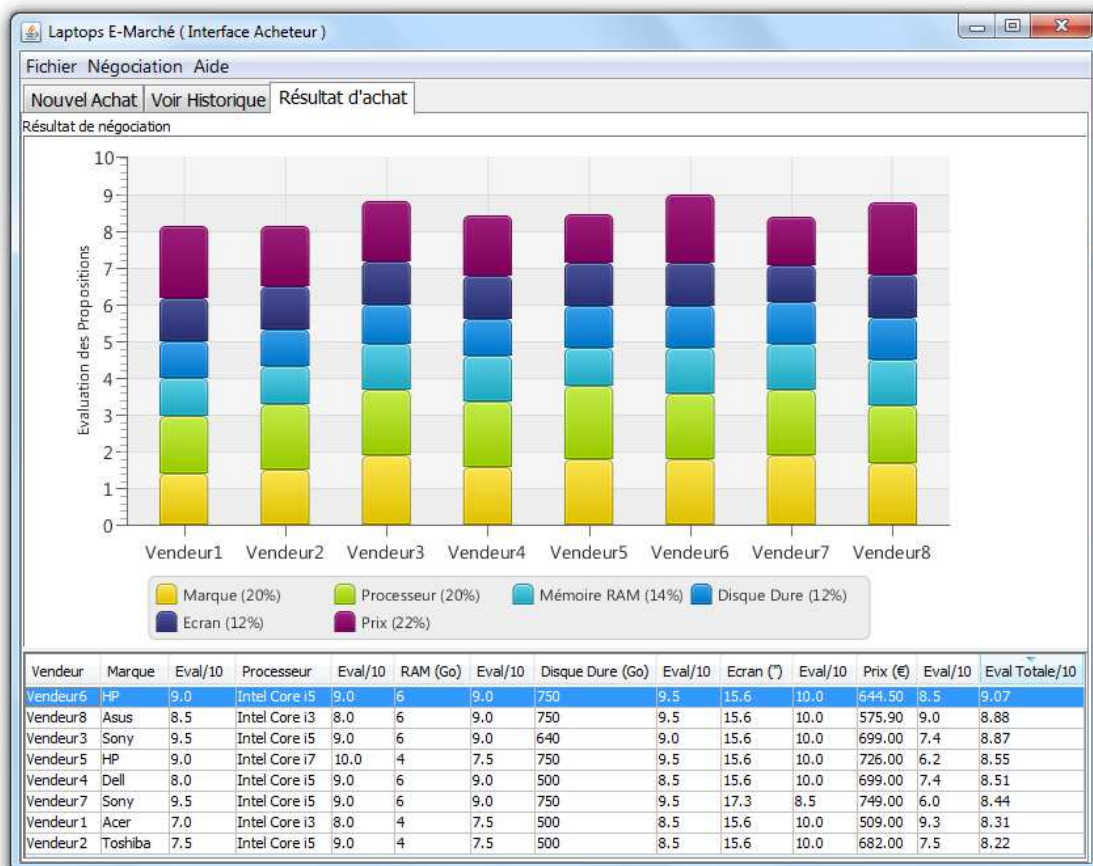 Laptops E-Marché ( Interface Acheteur )
Fichier Négociation Aide
Nouvel Achat Voir Historique Résultat d'achat
Résultat de négociation
10
9
8
7
6
5
4
3
2
1
0
Evaluation des Propositions
Vendeur1 Vendeur2 Vendeur3 Vendeur4 Vendeur5 Vendeur6 Vendeur7 Vendeur8
Marque (20%) Processeur (20%) Mémoire RAM (14%) Disque Dure (12%)
Ecran (12%) Prix (22%)
Vendeur Marque Eval/10 Processeur Eval/10 RAM (Go) Eval/10 Disque Dure (Go) Eval/10 Ecran (") Eval/10 Prix (€) Eval/10 Eval Totale/10
Vendeur6 HP 9.0 Intel Core i5 9.0 6 9.0 750 9.5 15.6 10.0 644.50 8.5 9.07
Vendeur8 Asus 8.5 Intel Core i3 8.0 6 9.0 750 9.5 15.6 10.0 575.90 9.0 8.88
Vendeur3 Sony 9.5 Intel Core i5 9.0 6 9.0 640 9.0 15.6 10.0 699.00 7.4 8.87
Vendeur5 HP 9.0 Intel Core i7 10.0 4 7.5 750 9.5 15.6 10.0 726.00 6.2 8.55
Vendeur4 Dell 8.0 Intel Core i5 9.0 6 9.0 500 8.5 15.6 10.0 699.00 7.4 8.51
Vendeur7 Sony 9.5 Intel Core i5 9.0 6 9.0 750 9.5 17.3 8.5 749.00 6.0 8.44
Vendeur1 Acer 7.0 Intel Core i3 8.0 4 7.5 500 8.5 15.6 10.0 509.00 9.3 8.31
Vendeur2 Toshiba 7.5 Intel Core i5 9.0 4 7.5 500 8.5 15.6 10.0 682.00 7.5 8.22